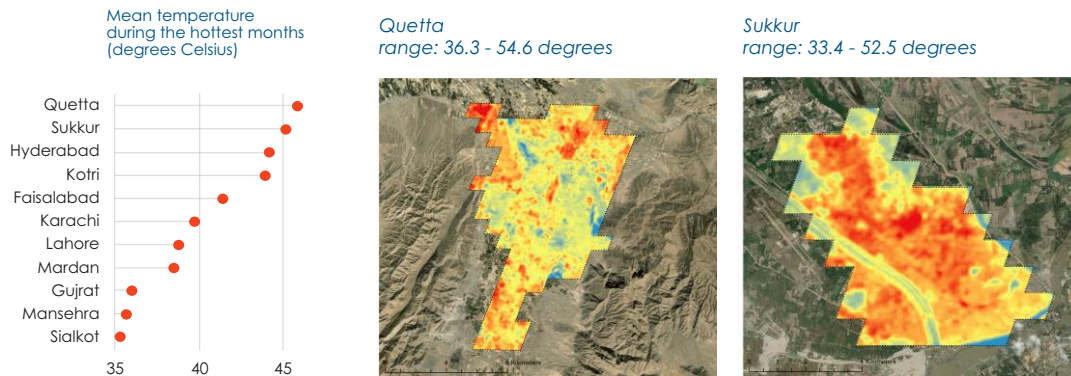 Mean temperature
during the hottest months
(degrees Celsius)
Quetta
Sukkur
Hyderabad
Kotri
Faisalabad
Karachi
Lahore
Mardan
Gujrat
Mansehra
Sialkot
35 40 45
Quetta
range: 36.3 - 54.6 degrees
Sukkur
range: 33.4 - 52.5 degrees